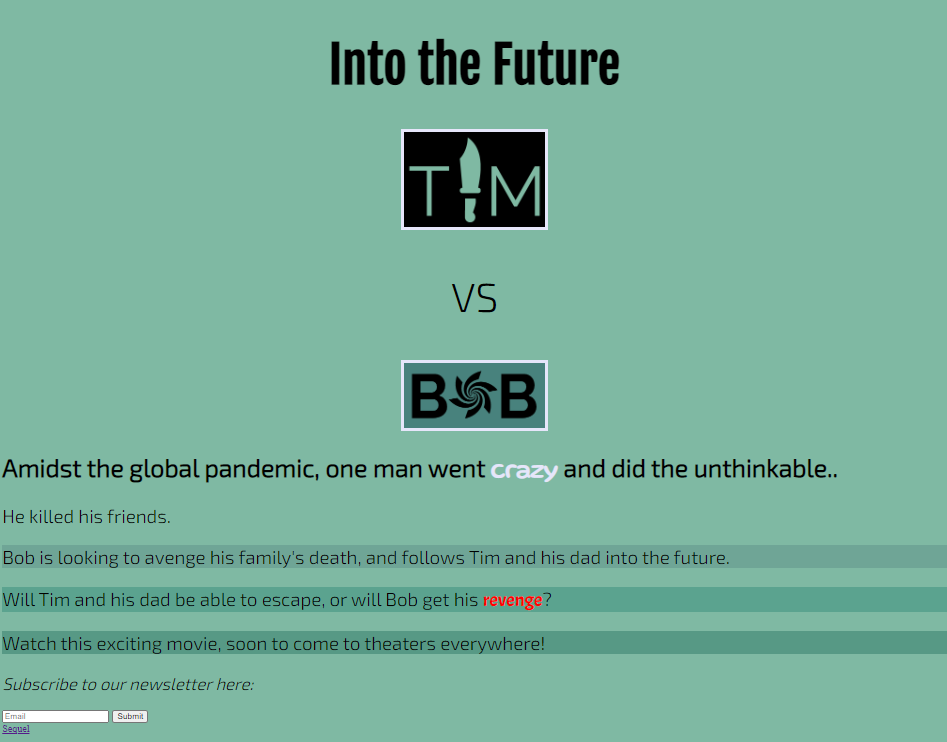 Into the Future
TIM
VS
BOB
Amidst the global pandemic, one man went crazy and did the unthinkable..
He killed his friends.
Bob is looking to avenge his family's death, and follows Tim and his dad into the future.
Will Tim and his dad be able to escape, or will Bob get his revenge?
Watch this exciting movie, soon to come to theaters everywhere!
Subscribe to our newsletter here:
Email Submit
Sequel